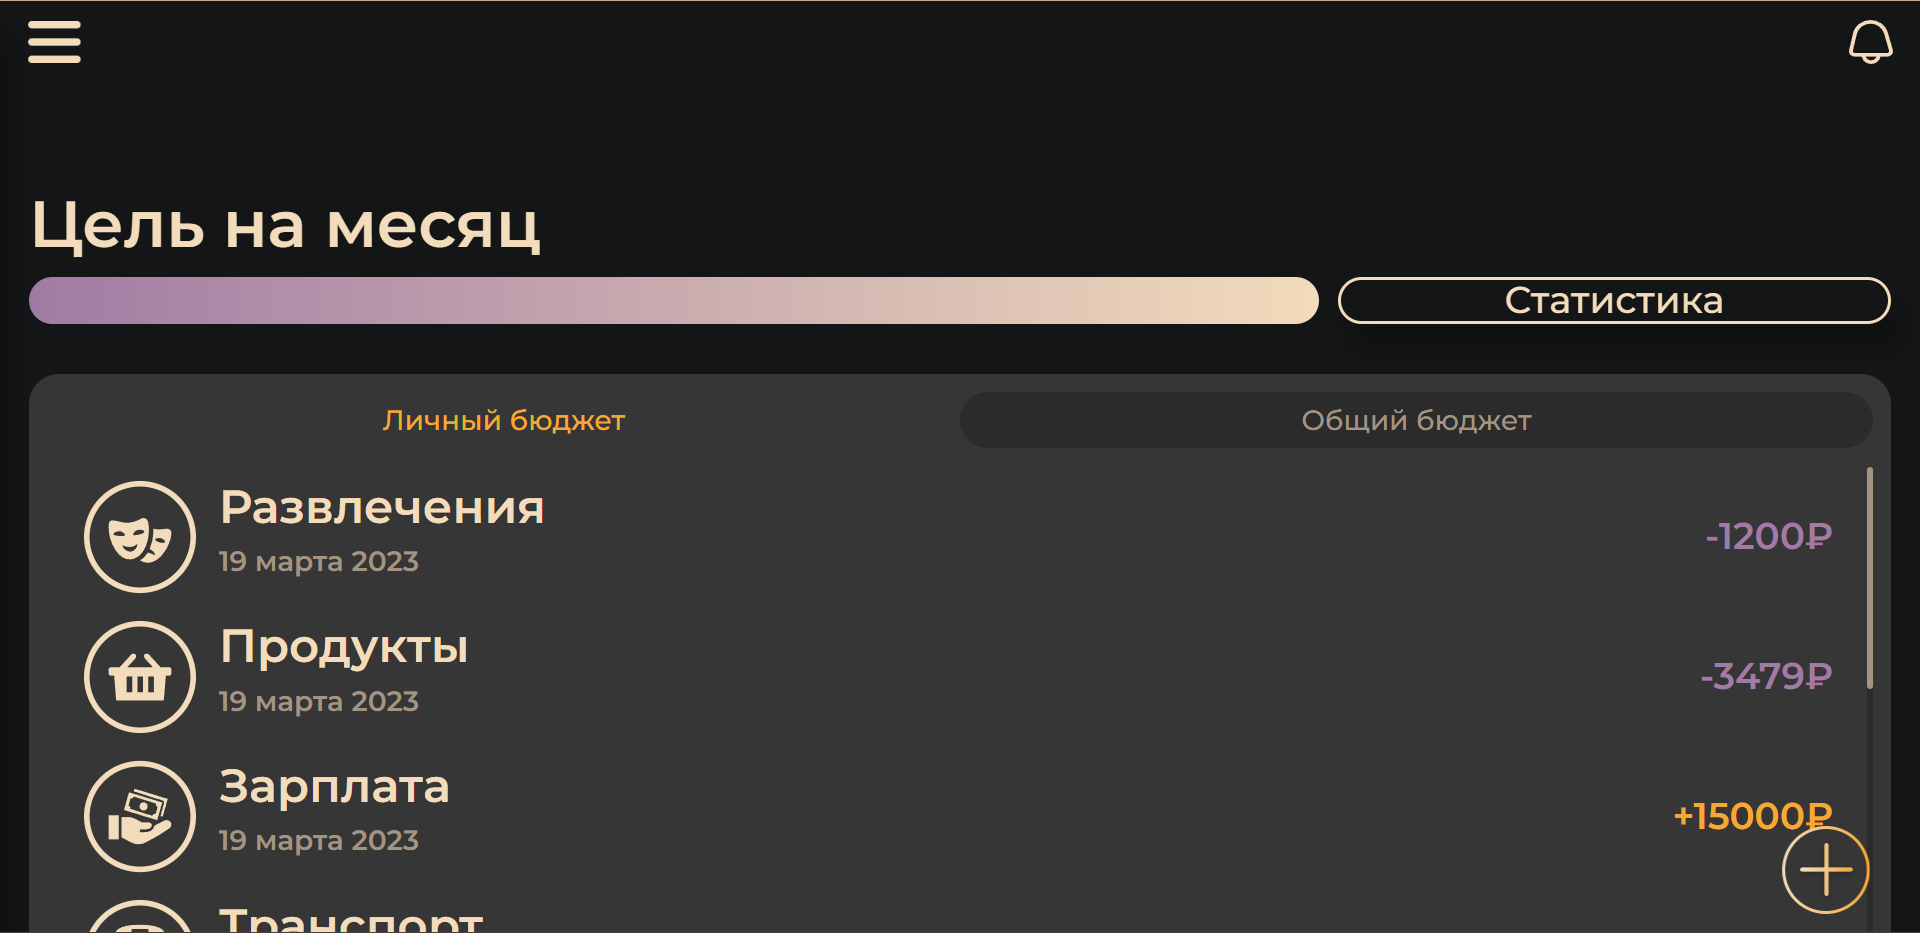 Цель на месяц
Статистика
Личный бюджет
Общий бюджет
Развлечения
19 марта 2023
-1200₽
Продукты
19 марта 2023
-3479₽
Зарплата
19 марта 2023
+15000₽
Транспорт